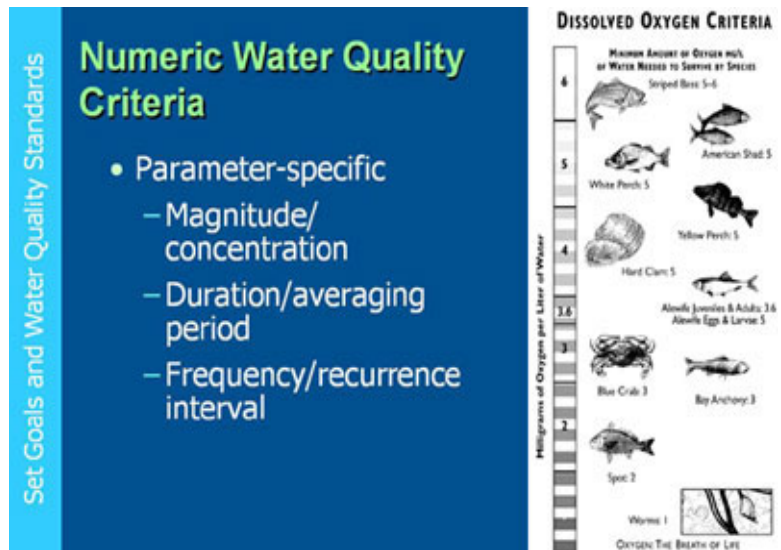 Set Goals and Water Quality Standards
Numeric Water Quality
Criteria
• Parameter-specific
– Magnitude/
concentration
– Duration/averaging
period
– Frequency/recurrence
interval
DISSOLVED OXYGEN CRITERIA
MINIMUM AMOUNT OF OXYGEN MG/L
OF WATER NEEDED TO SURVIVE BY SPECIES
Milligrams of Oxygen per Liter of Water
6
Striped Bass: 5–6
American Shad: 5
5
White Perch: 5
Yellow Perch: 5
4
Hard Clam: 5
Alewife Juveniles & Adults: 3.6
Alewife Eggs & Larvae: 5
3.6
3
Blue Crab: 3
Bay Anchovy: 3
2
Spot: 2
Worms: 1
OXYGEN: THE BREATH OF LIFE